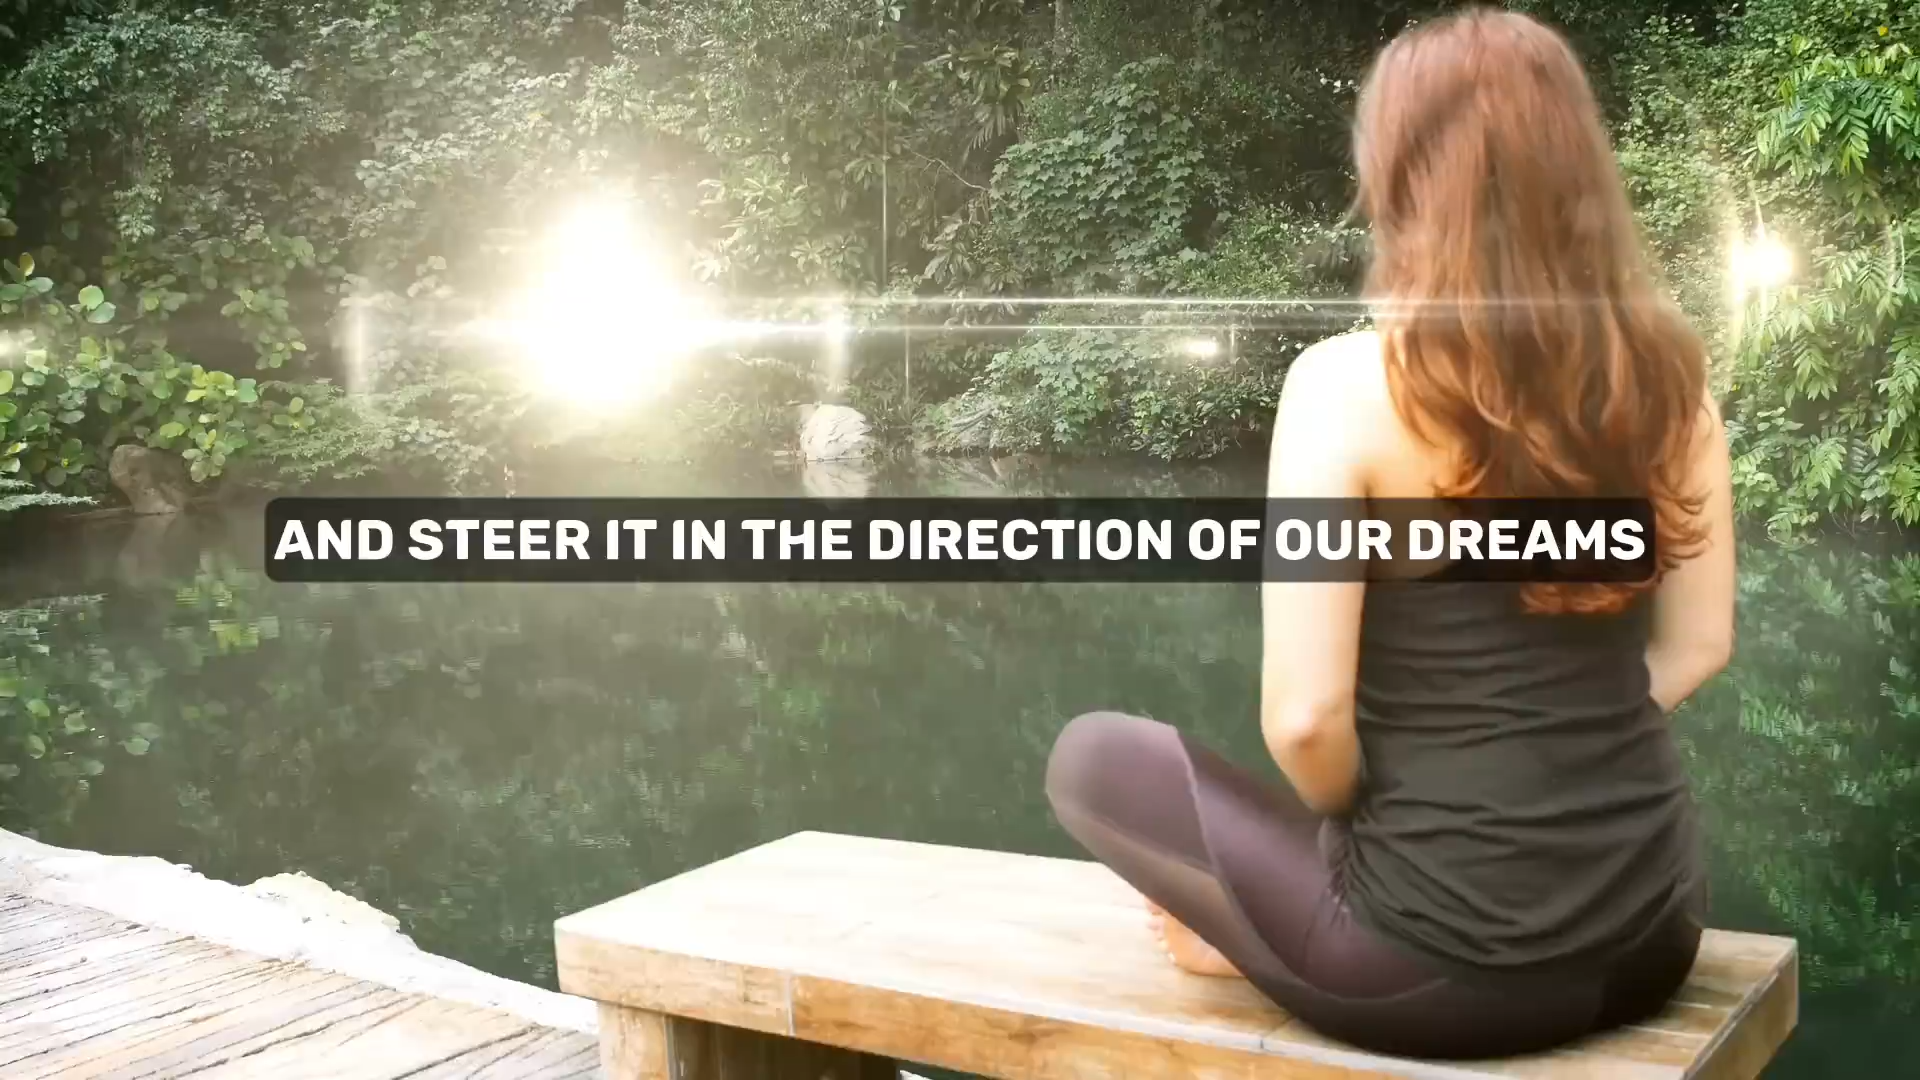 AND STEER IT IN THE DIRECTION OF OUR DREAMS